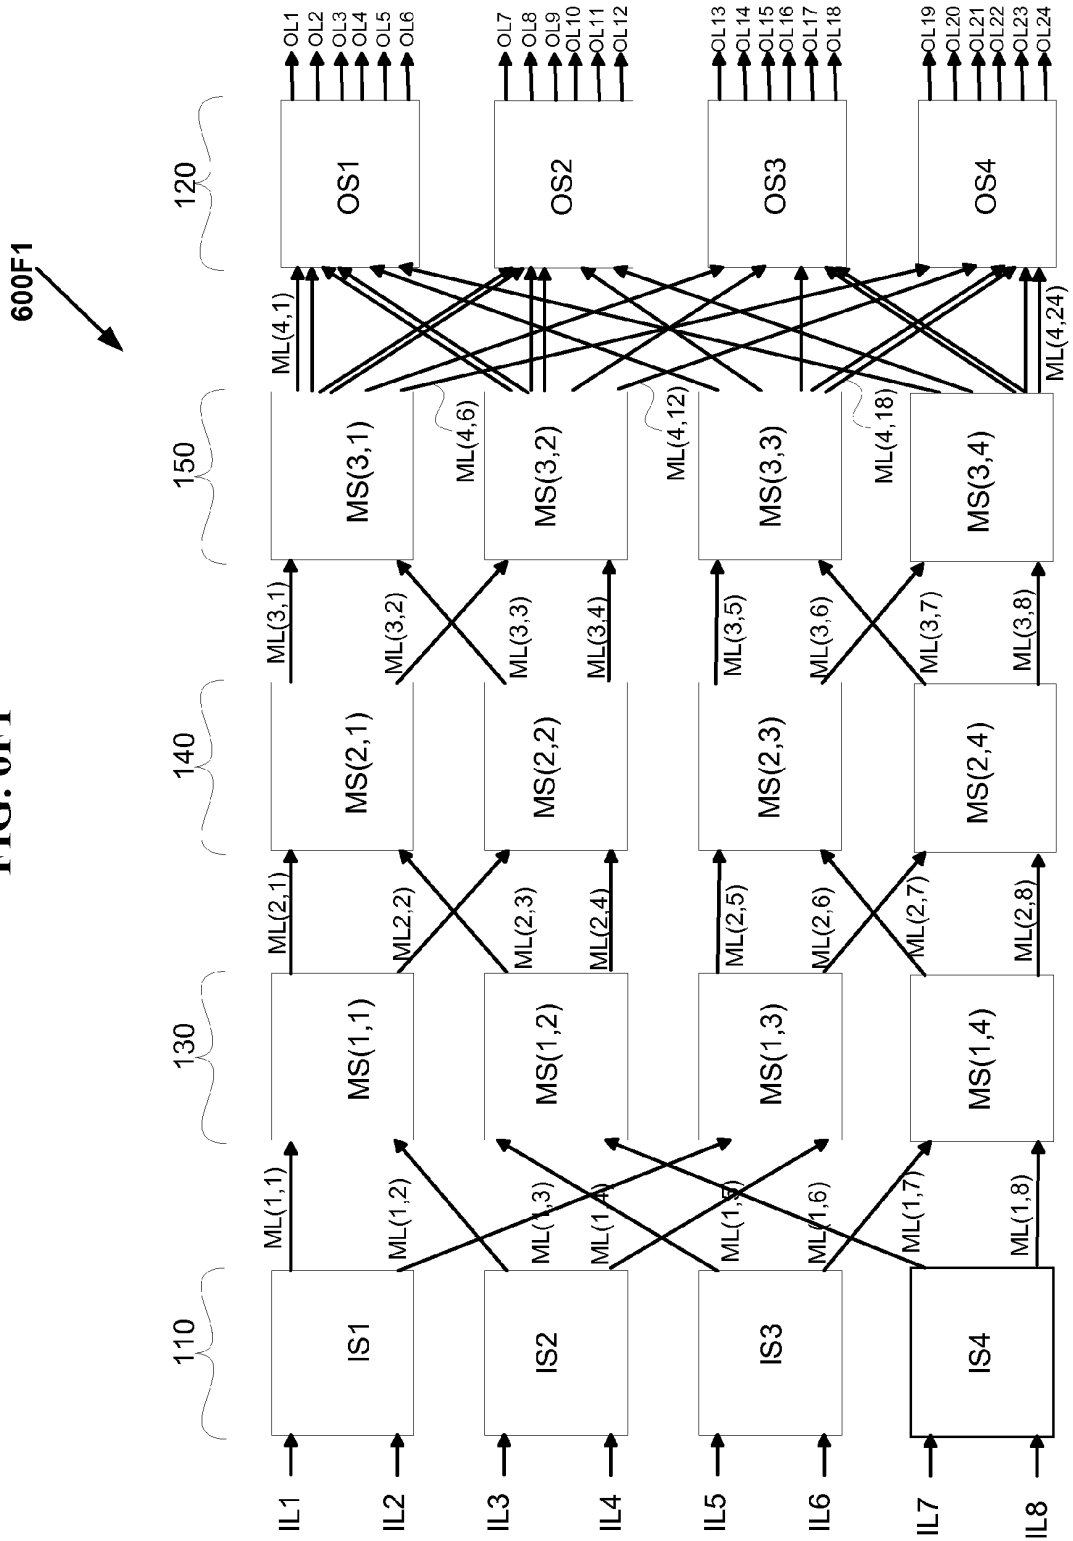 FIG. 6F1
600F1
110
130
140
150
120
IL1
IL2
IS1
ML(1,1)
ML(1,2)
MS(1,1)
ML(2,1)
ML2,2)
MS(2,1)
ML(3,1)
ML(3,2)
MS(3,1)
ML(4,1)
ML(4,6)
OS1
OL1
OL2
OL3
OL4
OL5
OL6
IL3
IL4
IS2
ML(1,3)
ML(1,4)
MS(1,2)
ML(2,3)
ML(2,4)
MS(2,2)
ML(3,3)
ML(3,4)
MS(3,2)
ML(4,12)
OS2
OL7
OL8
OL9
OL10
OL11
OL12
IL5
IL6
IS3
ML(1,5)
ML(1,6)
MS(1,3)
ML(2,5)
ML(2,6)
MS(2,3)
ML(3,5)
ML(3,6)
MS(3,3)
ML(4,18)
OS3
OL13
OL14
OL15
OL16
OL17
OL18
IL7
IL8
IS4
ML(1,7)
ML(1,8)
MS(1,4)
ML(2,7)
ML(2,8)
MS(2,4)
ML(3,7)
ML(3,8)
MS(3,4)
ML(4,24)
OS4
OL19
OL20
OL21
OL22
OL23
OL24